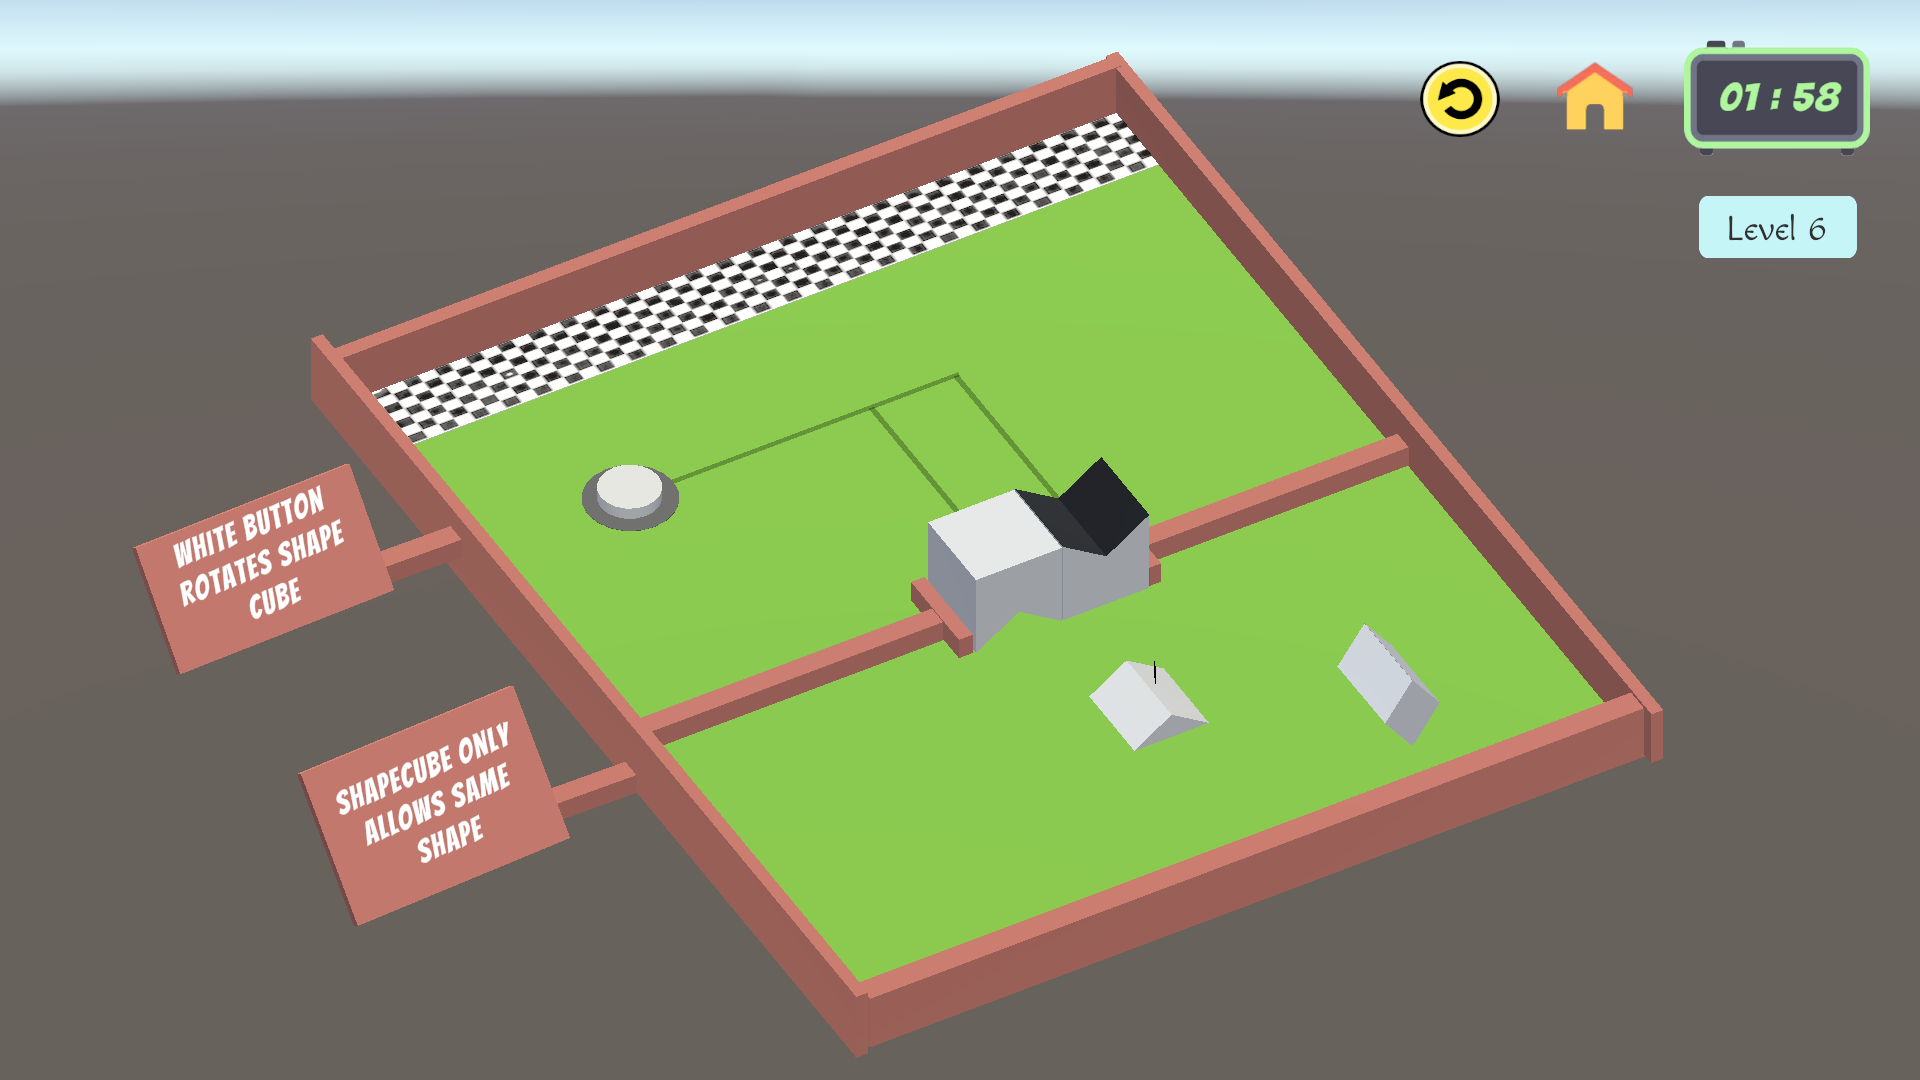 01 : 58
Level 6
WHITE BUTTON
ROTATES SHAPE
CUBE
SHAPECUBE ONLY
ALLOWS SAME
SHAPE